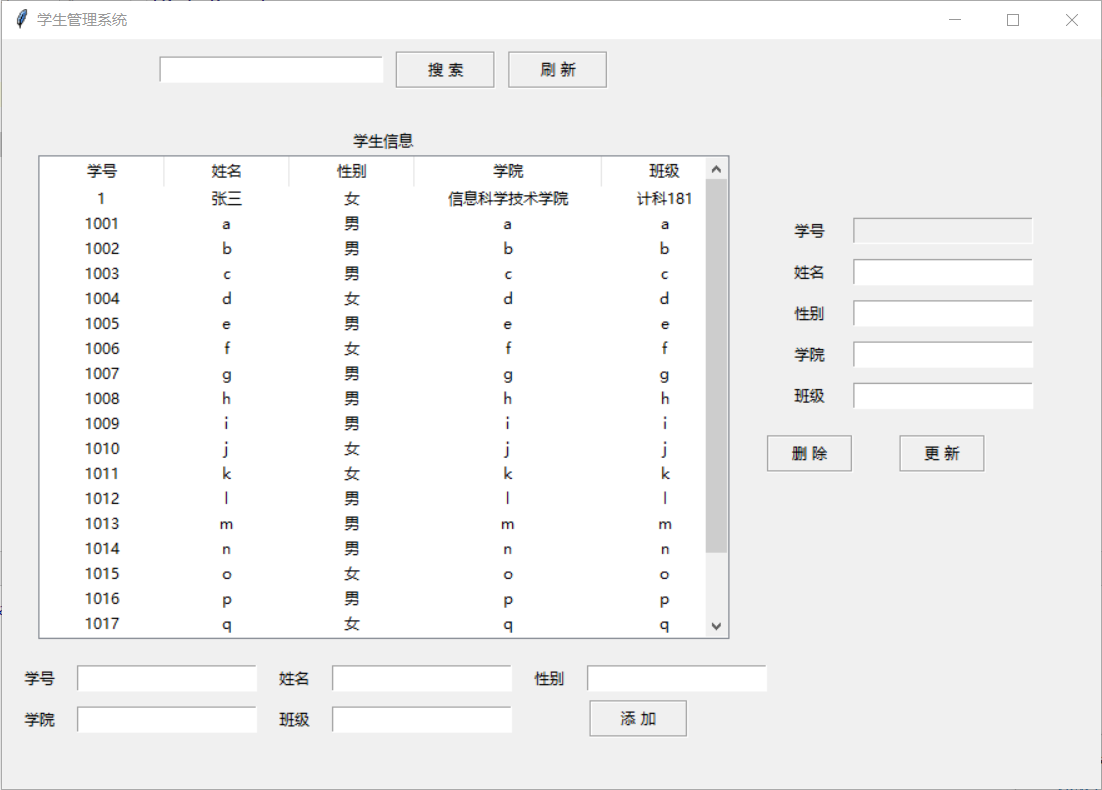 学生管理系统
搜 索 刷 新
学生信息
学号 姓名 性别 学院 班级
1 张三 女 信息科学技术学院 计科181
1001 a 男 a a
1002 b 男 b b
1003 c 男 c c
1004 d 女 d d
1005 e 男 e e
1006 f 女 f f
1007 g 男 g g
1008 h 男 h h
1009 i 男 i i
1010 j 女 j j
1011 k 女 k k
1012 l 男 l l
1013 m 男 m m
1014 n 男 n n
1015 o 女 o o
1016 p 男 p p
1017 q 女 q q
学号
姓名
性别
学院
班级
删 除 更 新
学号 姓名 性别
学院 班级 添 加